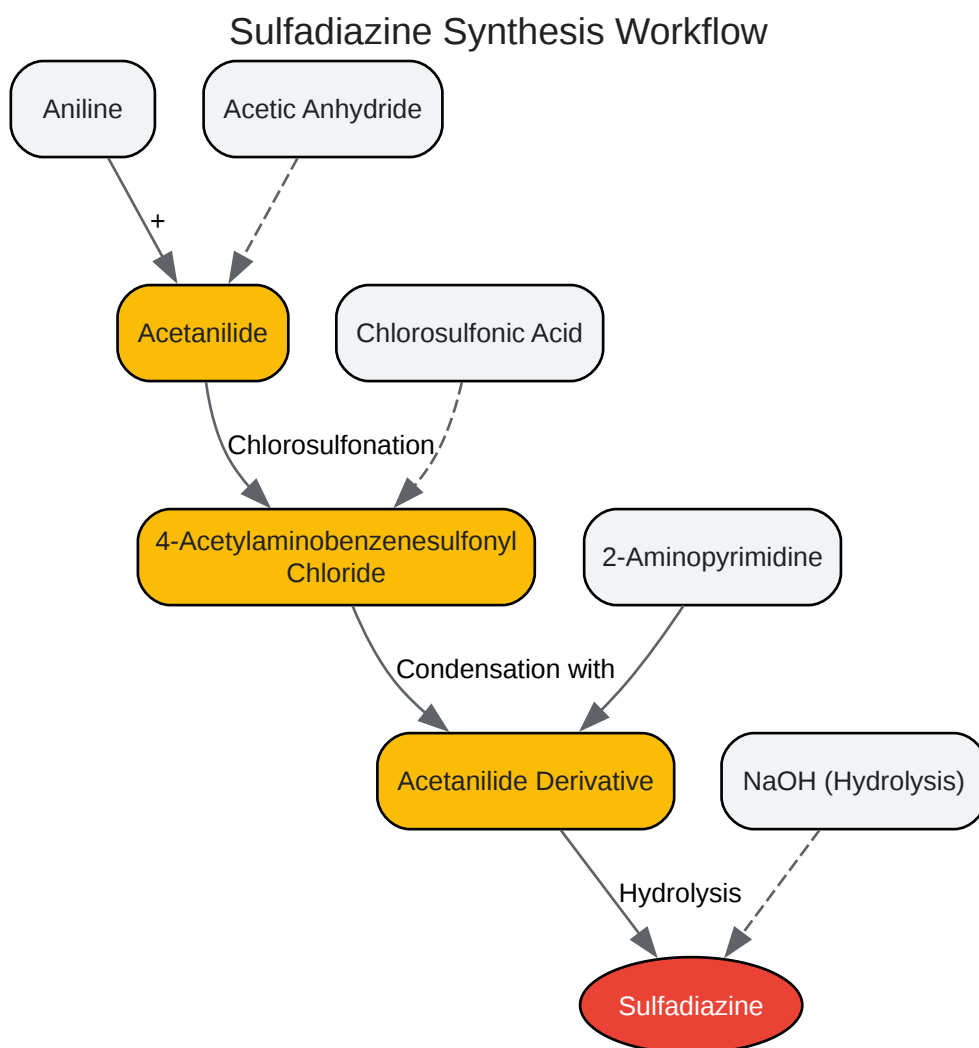 Sulfadiazine Synthesis Workflow
Aniline
Acetic Anhydride
+
Acetanilide
Chlorosulfonic Acid
Chlorosulfonation
4-Acetylaminobenzenesulfonyl
Chloride
2-Aminopyrimidine
Condensation with
Acetanilide Derivative
NaOH (Hydrolysis)
Hydrolysis
Sulfadiazine